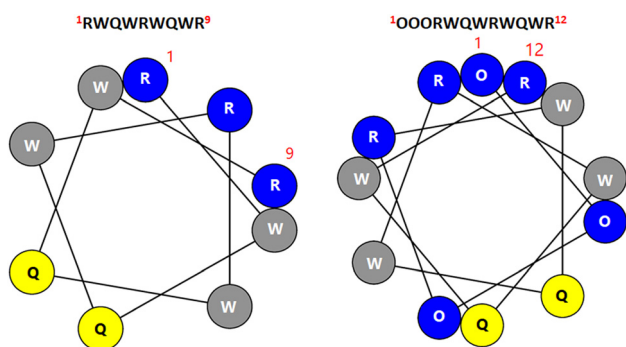 ¹RWQWRWQWR⁹ ¹OOORWQWRWQWR¹²
1 1 12
R O
W R R R W
R
W W
9
R W W
W O
W
Q Q
W O
Q Q